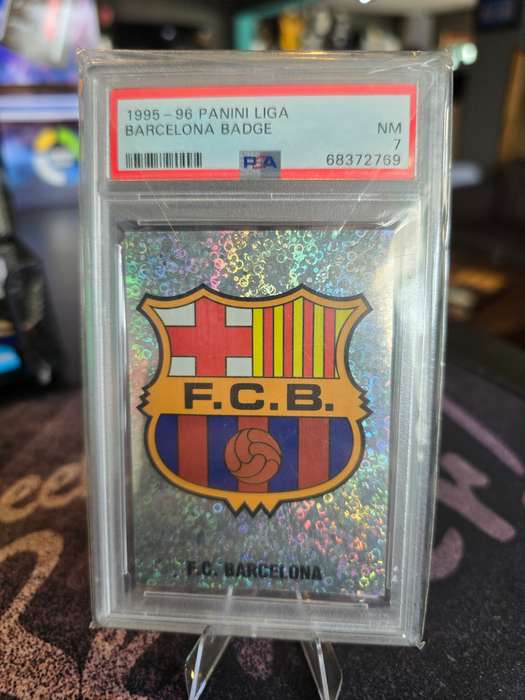 1995-96 PANINI LIGA
BARCELONA BADGE NM
7
PSA 68372769
F.C.B.
F.C. BARCELONA